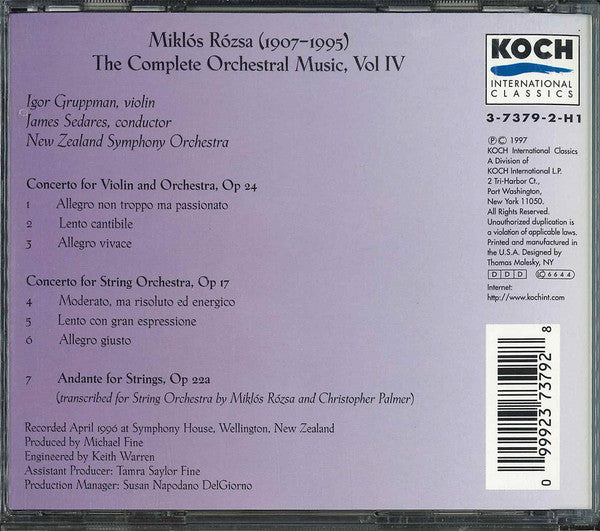 Miklós Rózsa (1907–1995)
The Complete Orchestral Music, Vol IV
Igor Gruppman, violin
James Sedares, conductor
New Zealand Symphony Orchestra
Concerto for Violin and Orchestra, Op 24
1 Allegro non troppo ma passionato
2 Lento cantibile
3 Allegro vivace
Concerto for String Orchestra, Op 17
4 Moderato, ma risoluto ed energico
5 Lento con gran espressione
6 Allegro giusto
7 Andante for Strings, Op 22a
(transcribed for String Orchestra by Miklós Rózsa and Christopher Palmer)
Recorded April 1996 at Symphony House, Wellington, New Zealand
Produced by Michael Fine
Engineered by Keith Warren
Assistant Producer: Tamra Saylor Fine
Production Manager: Susan Napodano DelGiorno
KOCH
INTERNATIONAL
CLASSICS
3-7379-2-H1
℗ © 1997
KOCH International Classics
A Division of
KOCH International L.P.
2 Tri-Harbor Ct.,
Port Washington,
New York 11050.
All Rights Reserved.
Unauthorized duplication is
a violation of applicable laws.
Printed and manufactured in
the U.S.A. Designed by
Thomas Molesky, NY
D D D LC 6644
Internet:
http://www.kochint.com
0 99923 73792 8